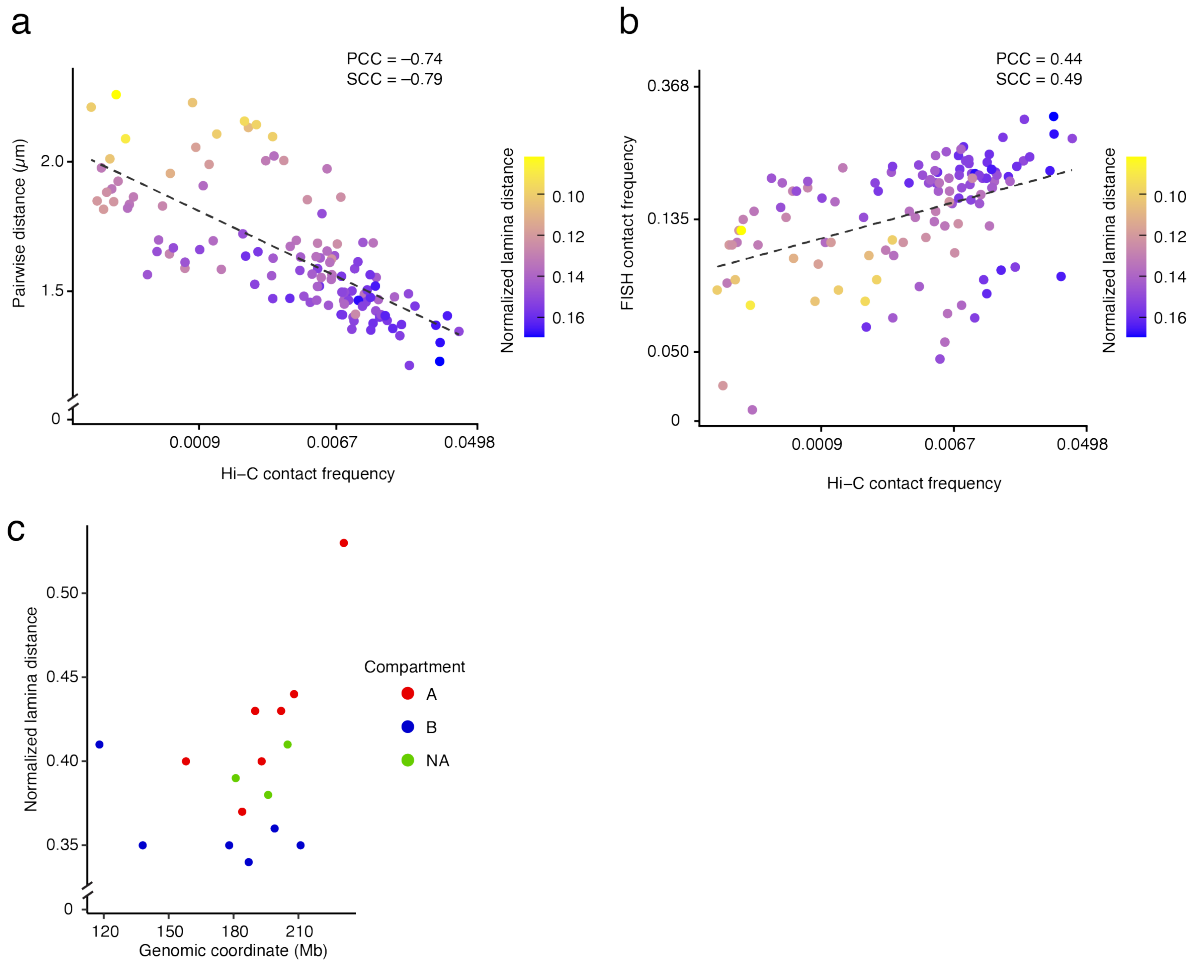 a
PCC = –0.74
SCC = –0.79
Pairwise distance (μm)
2.0
1.5
0
0.0009
0.0067
0.0498
Hi–C contact frequency
Normalized lamina distance
0.10
0.12
0.14
0.16
b
PCC = 0.44
SCC = 0.49
FISH contact frequency
0.368
0.135
0.050
0
0.0009
0.0067
0.0498
Hi–C contact frequency
Normalized lamina distance
0.10
0.12
0.14
0.16
c
Normalized lamina distance
0.50
0.45
0.40
0.35
0
120
150
180
210
Genomic coordinate (Mb)
Compartment
A
B
NA